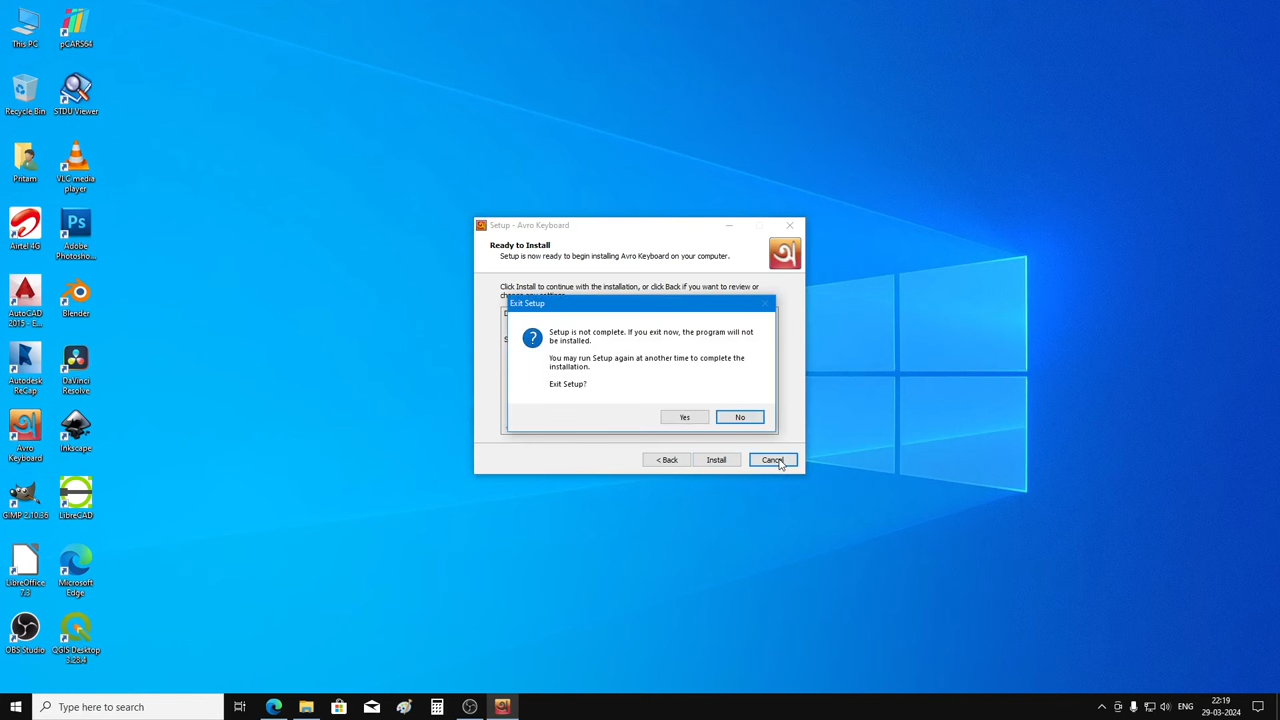 This PC
pCARS64
Recycle Bin
STDU Viewer
Pritam
VLC media
player
Airtel 4G
Adobe
Photosho...
AutoCAD
2015 - E...
Blender
Autodesk
ReCap
DaVinci
Resolve
Avro
Keyboard
Inkscape
GIMP 2.10.36
LibreCAD
LibreOffice
7.3
Microsoft
Edge
OBS Studio
QGIS Desktop
3.28.4
Setup - Avro Keyboard
Ready to Install
Setup is now ready to begin installing Avro Keyboard on your computer.
অ
Click Install to continue with the installation, or click Back if you want to review or
Exit Setup
Setup is not complete. If you exit now, the program will not
be installed.
You may run Setup again at another time to complete the
installation.
Exit Setup?
Yes
No
< Back
Install
Cancel
Type here to search
ENG
22:19
29-03-2024